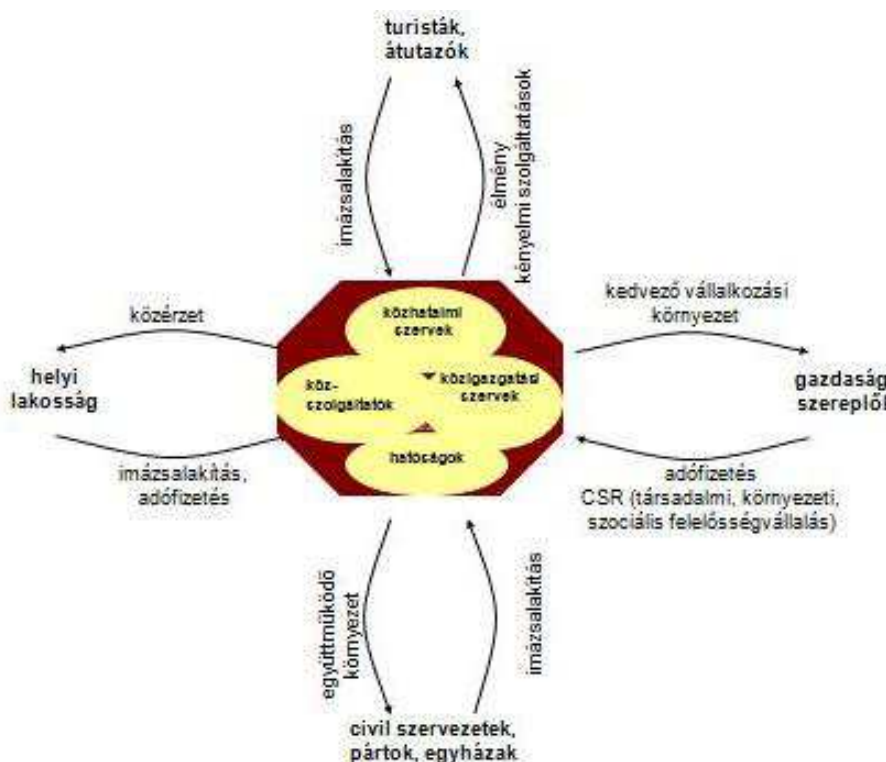 turisták,
átutazók
imázsalakítás
élmény
kényelmi szolgáltatások
közérzet
helyi
lakosság
imázsalakítás,
adófizetés
közhatalmi
szervek
köz-
szolgáltatók
közigazgatási
szervek
hatóságok
kedvező vállalkozási
környezet
gazdaság
szereplői
adófizetés
CSR (társadalmi, környezeti,
szociális felelősségvállalás)
együttműködő
környezet
imázsalakítás
civil szervezetek,
pártok, egyházak